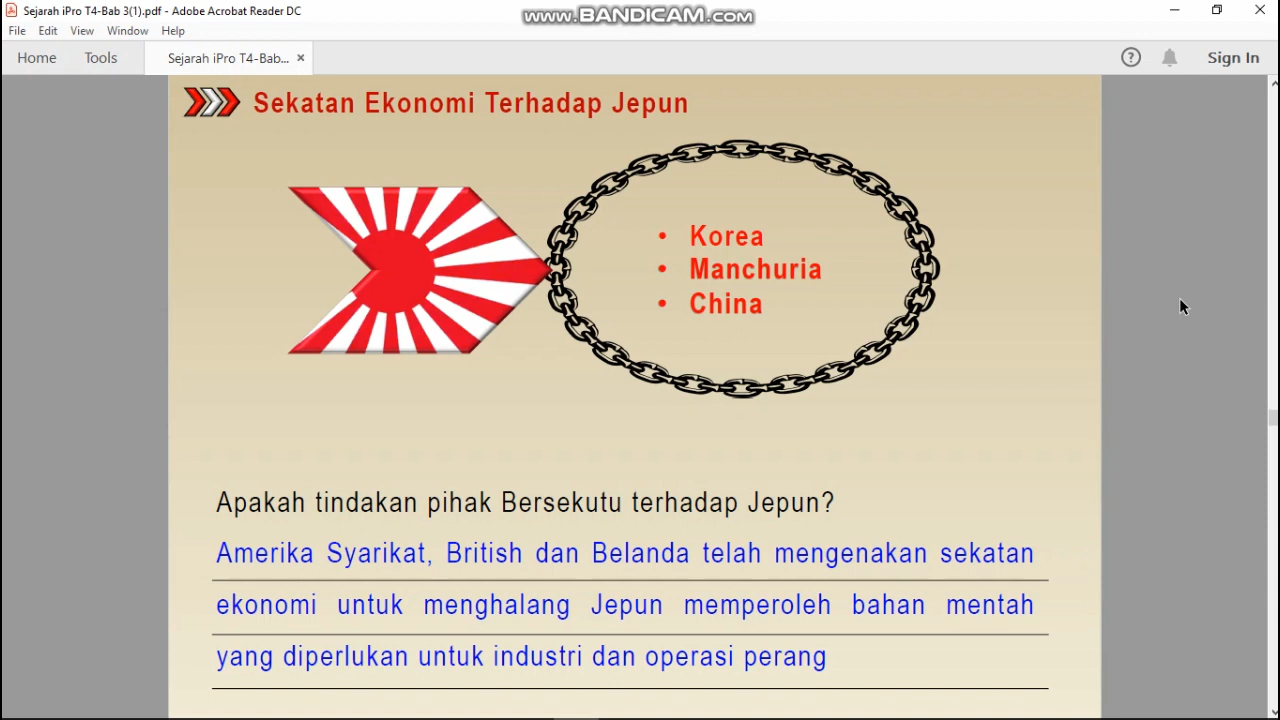 Sejarah iPro T4-Bab 3(1).pdf - Adobe Acrobat Reader DC
www.BANDICAM.com
File Edit View Window Help
Home Tools Sejarah iPro T4-Bab... × Sign In
Sekatan Ekonomi Terhadap Jepun
• Korea
• Manchuria
• China
Apakah tindakan pihak Bersekutu terhadap Jepun?
Amerika Syarikat, British dan Belanda telah mengenakan sekatan
ekonomi untuk menghalang Jepun memperoleh bahan mentah
yang diperlukan untuk industri dan operasi perang